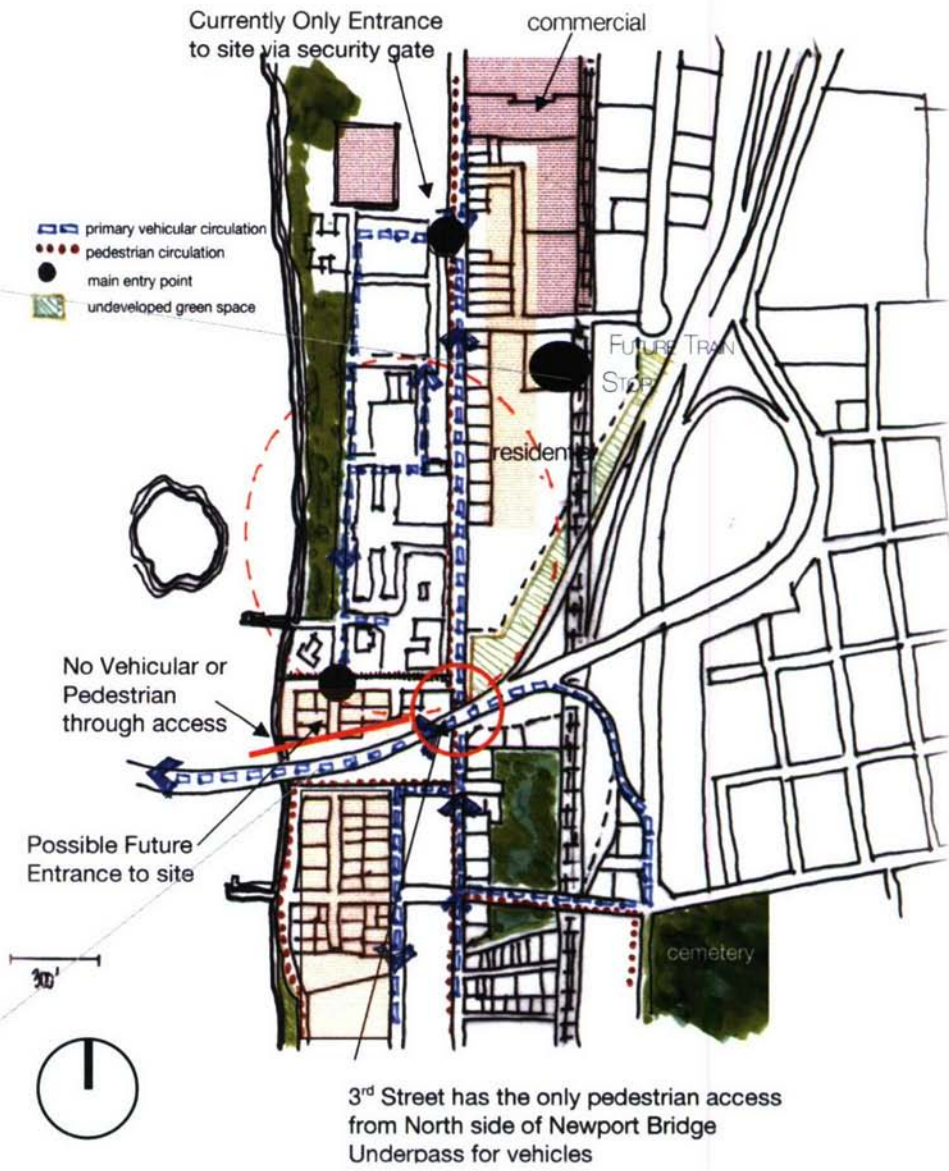 Currently Only Entrance
to site via security gate
commercial
primary vehicular circulation
pedestrian circulation
main entry point
undeveloped green space
FUTURE TRAIN
STOP
residential
No Vehicular or
Pedestrian
through access
Possible Future
Entrance to site
300'
cemetery
3rd Street has the only pedestrian access
from North side of Newport Bridge
Underpass for vehicles